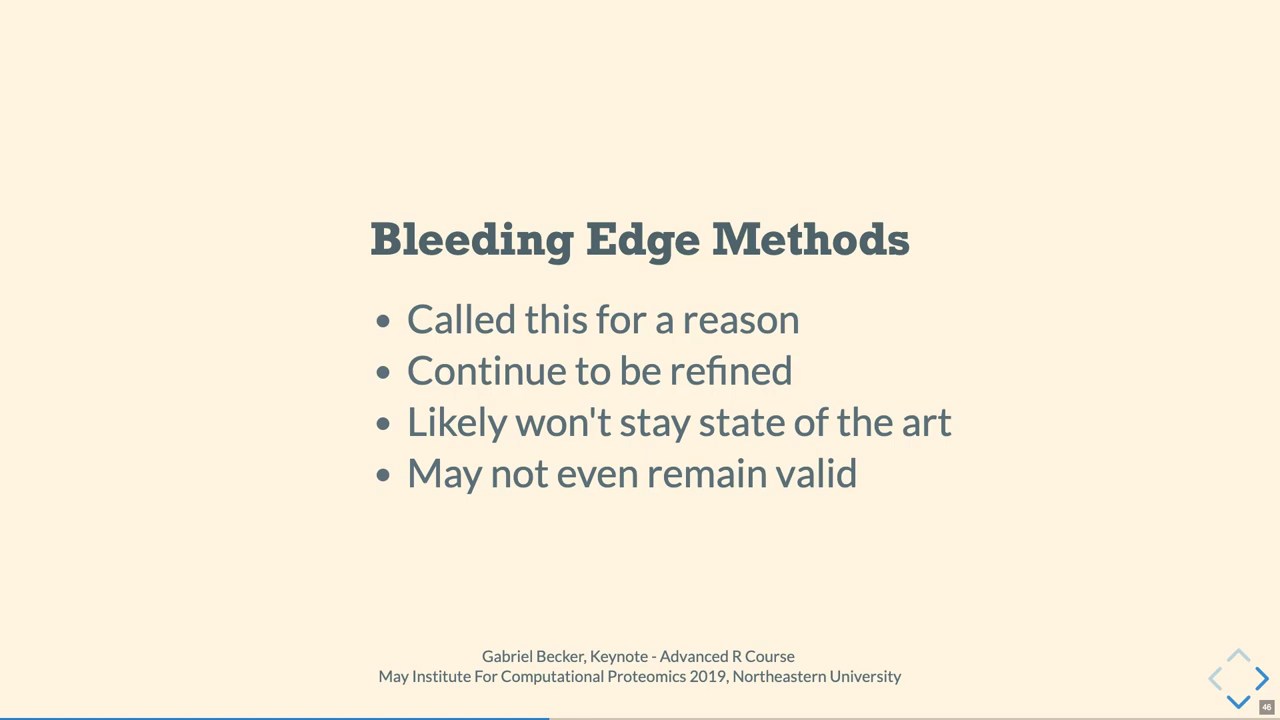 Bleeding Edge Methods
• Called this for a reason
• Continue to be refined
• Likely won't stay state of the art
• May not even remain valid
Gabriel Becker, Keynote - Advanced R Course
May Institute For Computational Proteomics 2019, Northeastern University
46